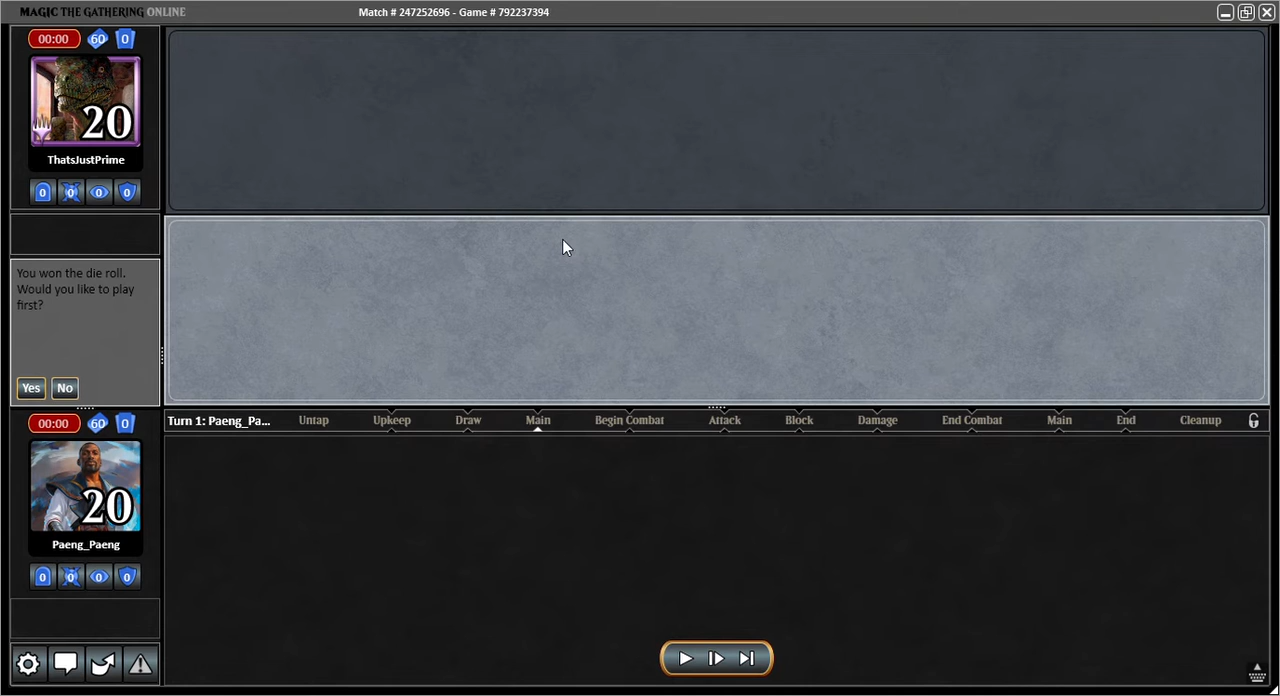 MAGIC THE GATHERING ONLINE
Match # 247252696 - Game # 792237394
00:00 60 0
20
ThatsJustPrime
0 0 0 0
You won the die roll.
Would you like to play
first?
Yes No
00:00 60 0
Turn 1: Paeng_Pa... Untap Upkeep Draw Main Begin Combat Attack Block Damage End Combat Main End Cleanup
20
Paeng_Paeng
0 0 0 0